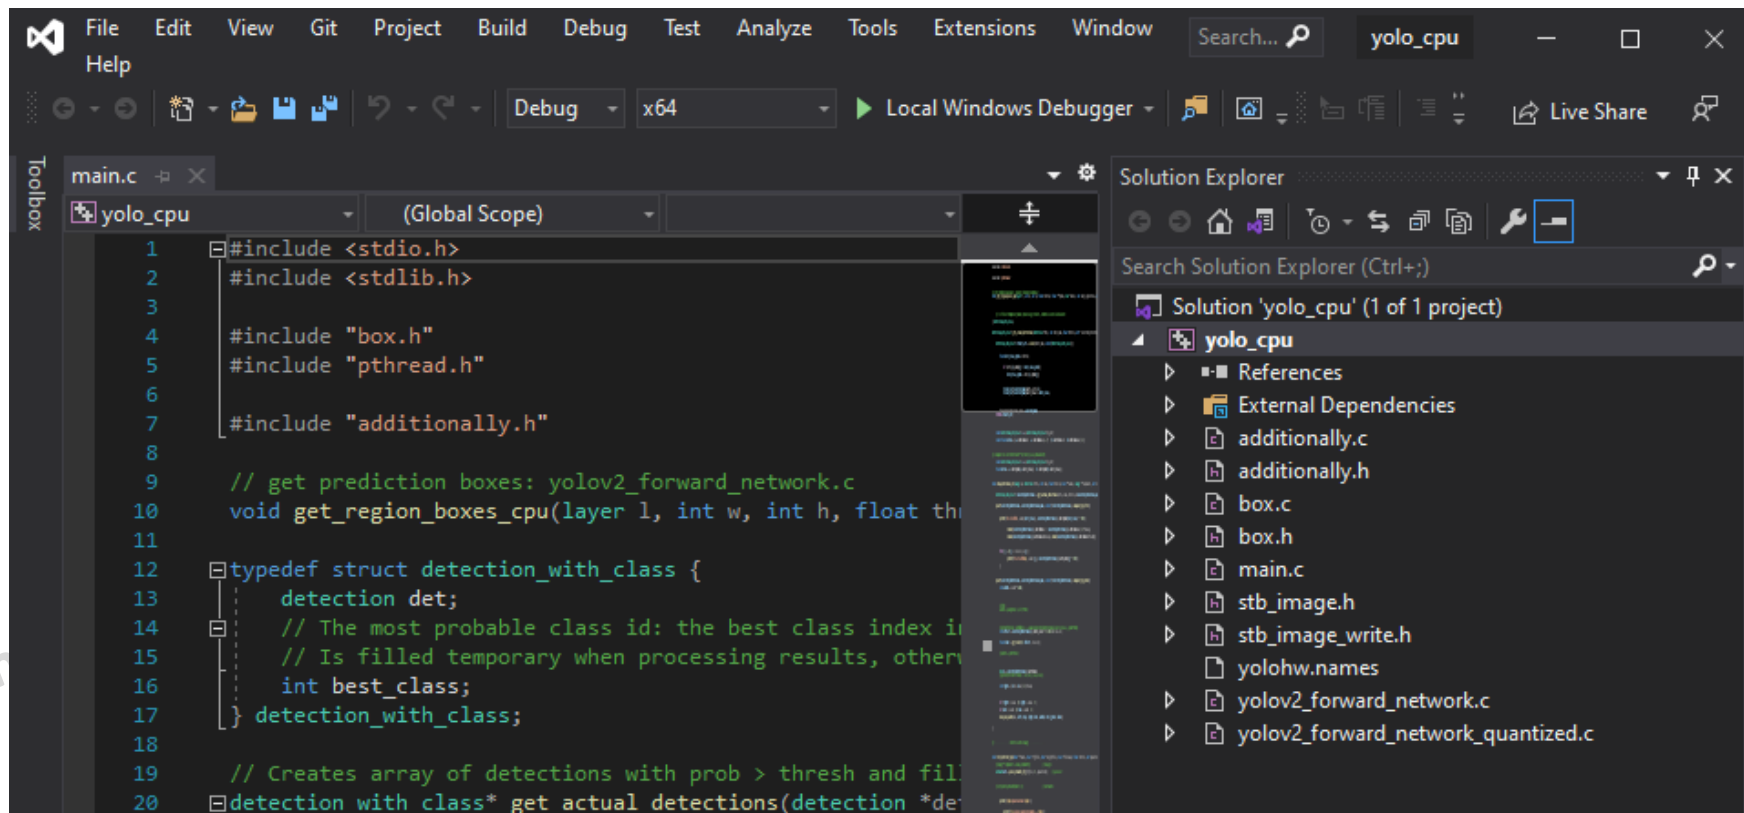 File Edit View Git Project Build Debug Test Analyze Tools Extensions Window Search... yolo_cpu
Help
Debug x64 Local Windows Debugger Live Share
Toolbox
main.c
yolo_cpu (Global Scope)
1 #include <stdio.h>
2 #include <stdlib.h>
3
4 #include "box.h"
5 #include "pthread.h"
6
7 #include "additionally.h"
8
9 // get prediction boxes: yolov2_forward_network.c
10 void get_region_boxes_cpu(layer l, int w, int h, float thr
11
12 typedef struct detection_with_class {
13 detection det;
14 // The most probable class id: the best class index in
15 // Is filled temporary when processing results, otherw
16 int best_class;
17 } detection_with_class;
18
19 // Creates array of detections with prob > thresh and fill
20 detection_with_class* get_actual_detections(detection *det
Solution Explorer
Search Solution Explorer (Ctrl+;)
Solution 'yolo_cpu' (1 of 1 project)
yolo_cpu
References
External Dependencies
additionally.c
additionally.h
box.c
box.h
main.c
stb_image.h
stb_image_write.h
yolohw.names
yolov2_forward_network.c
yolov2_forward_network_quantized.c